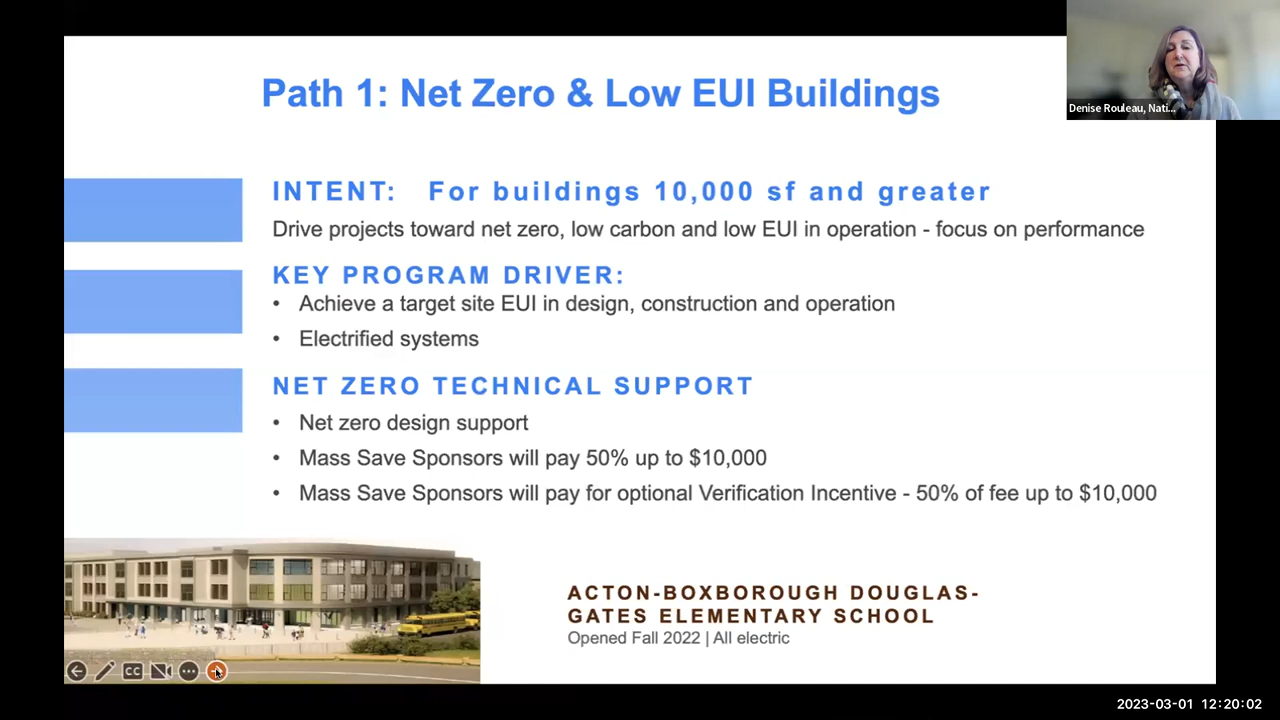 Path 1: Net Zero & Low EUI Buildings
Denise Rouleau, Nati...
INTENT: For buildings 10,000 sf and greater
Drive projects toward net zero, low carbon and low EUI in operation - focus on performance
KEY PROGRAM DRIVER:
• Achieve a target site EUI in design, construction and operation
• Electrified systems
NET ZERO TECHNICAL SUPPORT
• Net zero design support
• Mass Save Sponsors will pay 50% up to $10,000
• Mass Save Sponsors will pay for optional Verification Incentive - 50% of fee up to $10,000
ACTON-BOXBOROUGH DOUGLAS-
GATES ELEMENTARY SCHOOL
Opened Fall 2022 | All electric
CC
2023-03-01 12:20:02